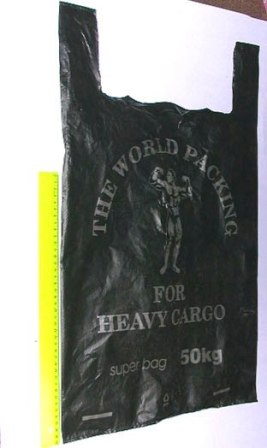 THE WORLD PACKING
FOR
HEAVY CARGO
super bag 50kg